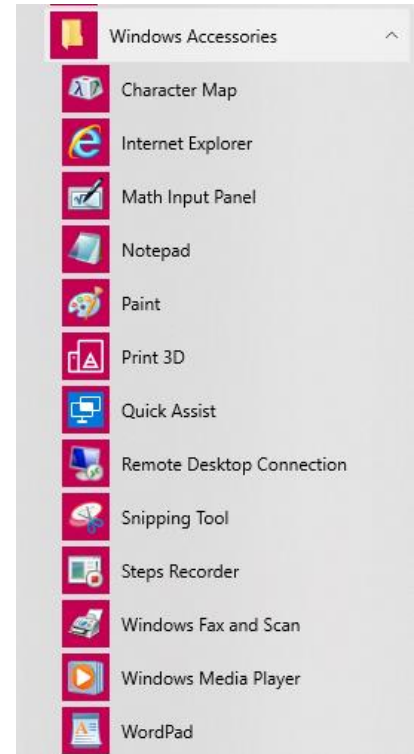 Windows Accessories
Character Map
Internet Explorer
Math Input Panel
Notepad
Paint
Print 3D
Quick Assist
Remote Desktop Connection
Snipping Tool
Steps Recorder
Windows Fax and Scan
Windows Media Player
WordPad